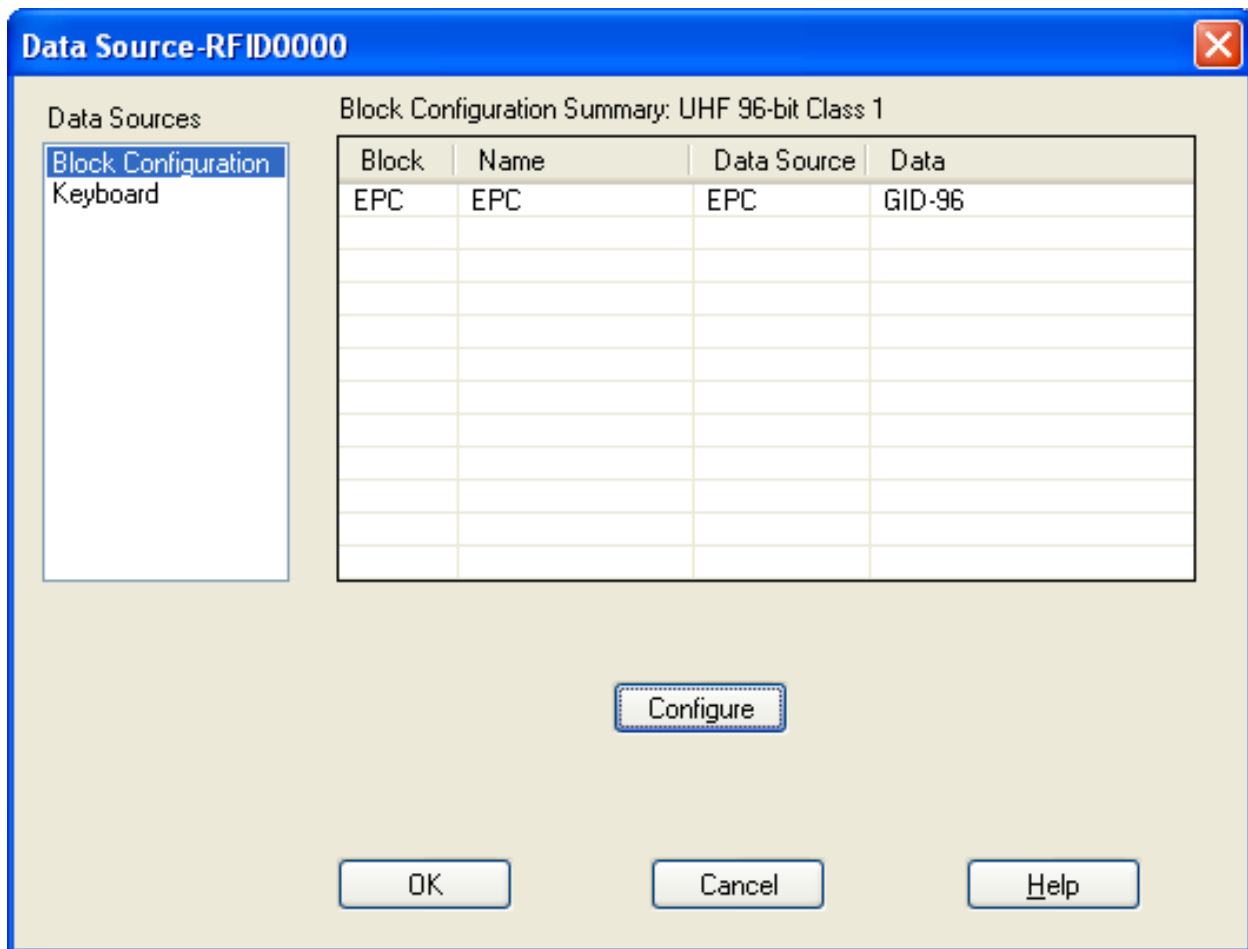 Data Source-RFID0000
Data Sources
Block Configuration
Keyboard
Block Configuration Summary: UHF 96-bit Class 1
Block Name Data Source Data
EPC EPC EPC GID-96
Configure
OK Cancel Help